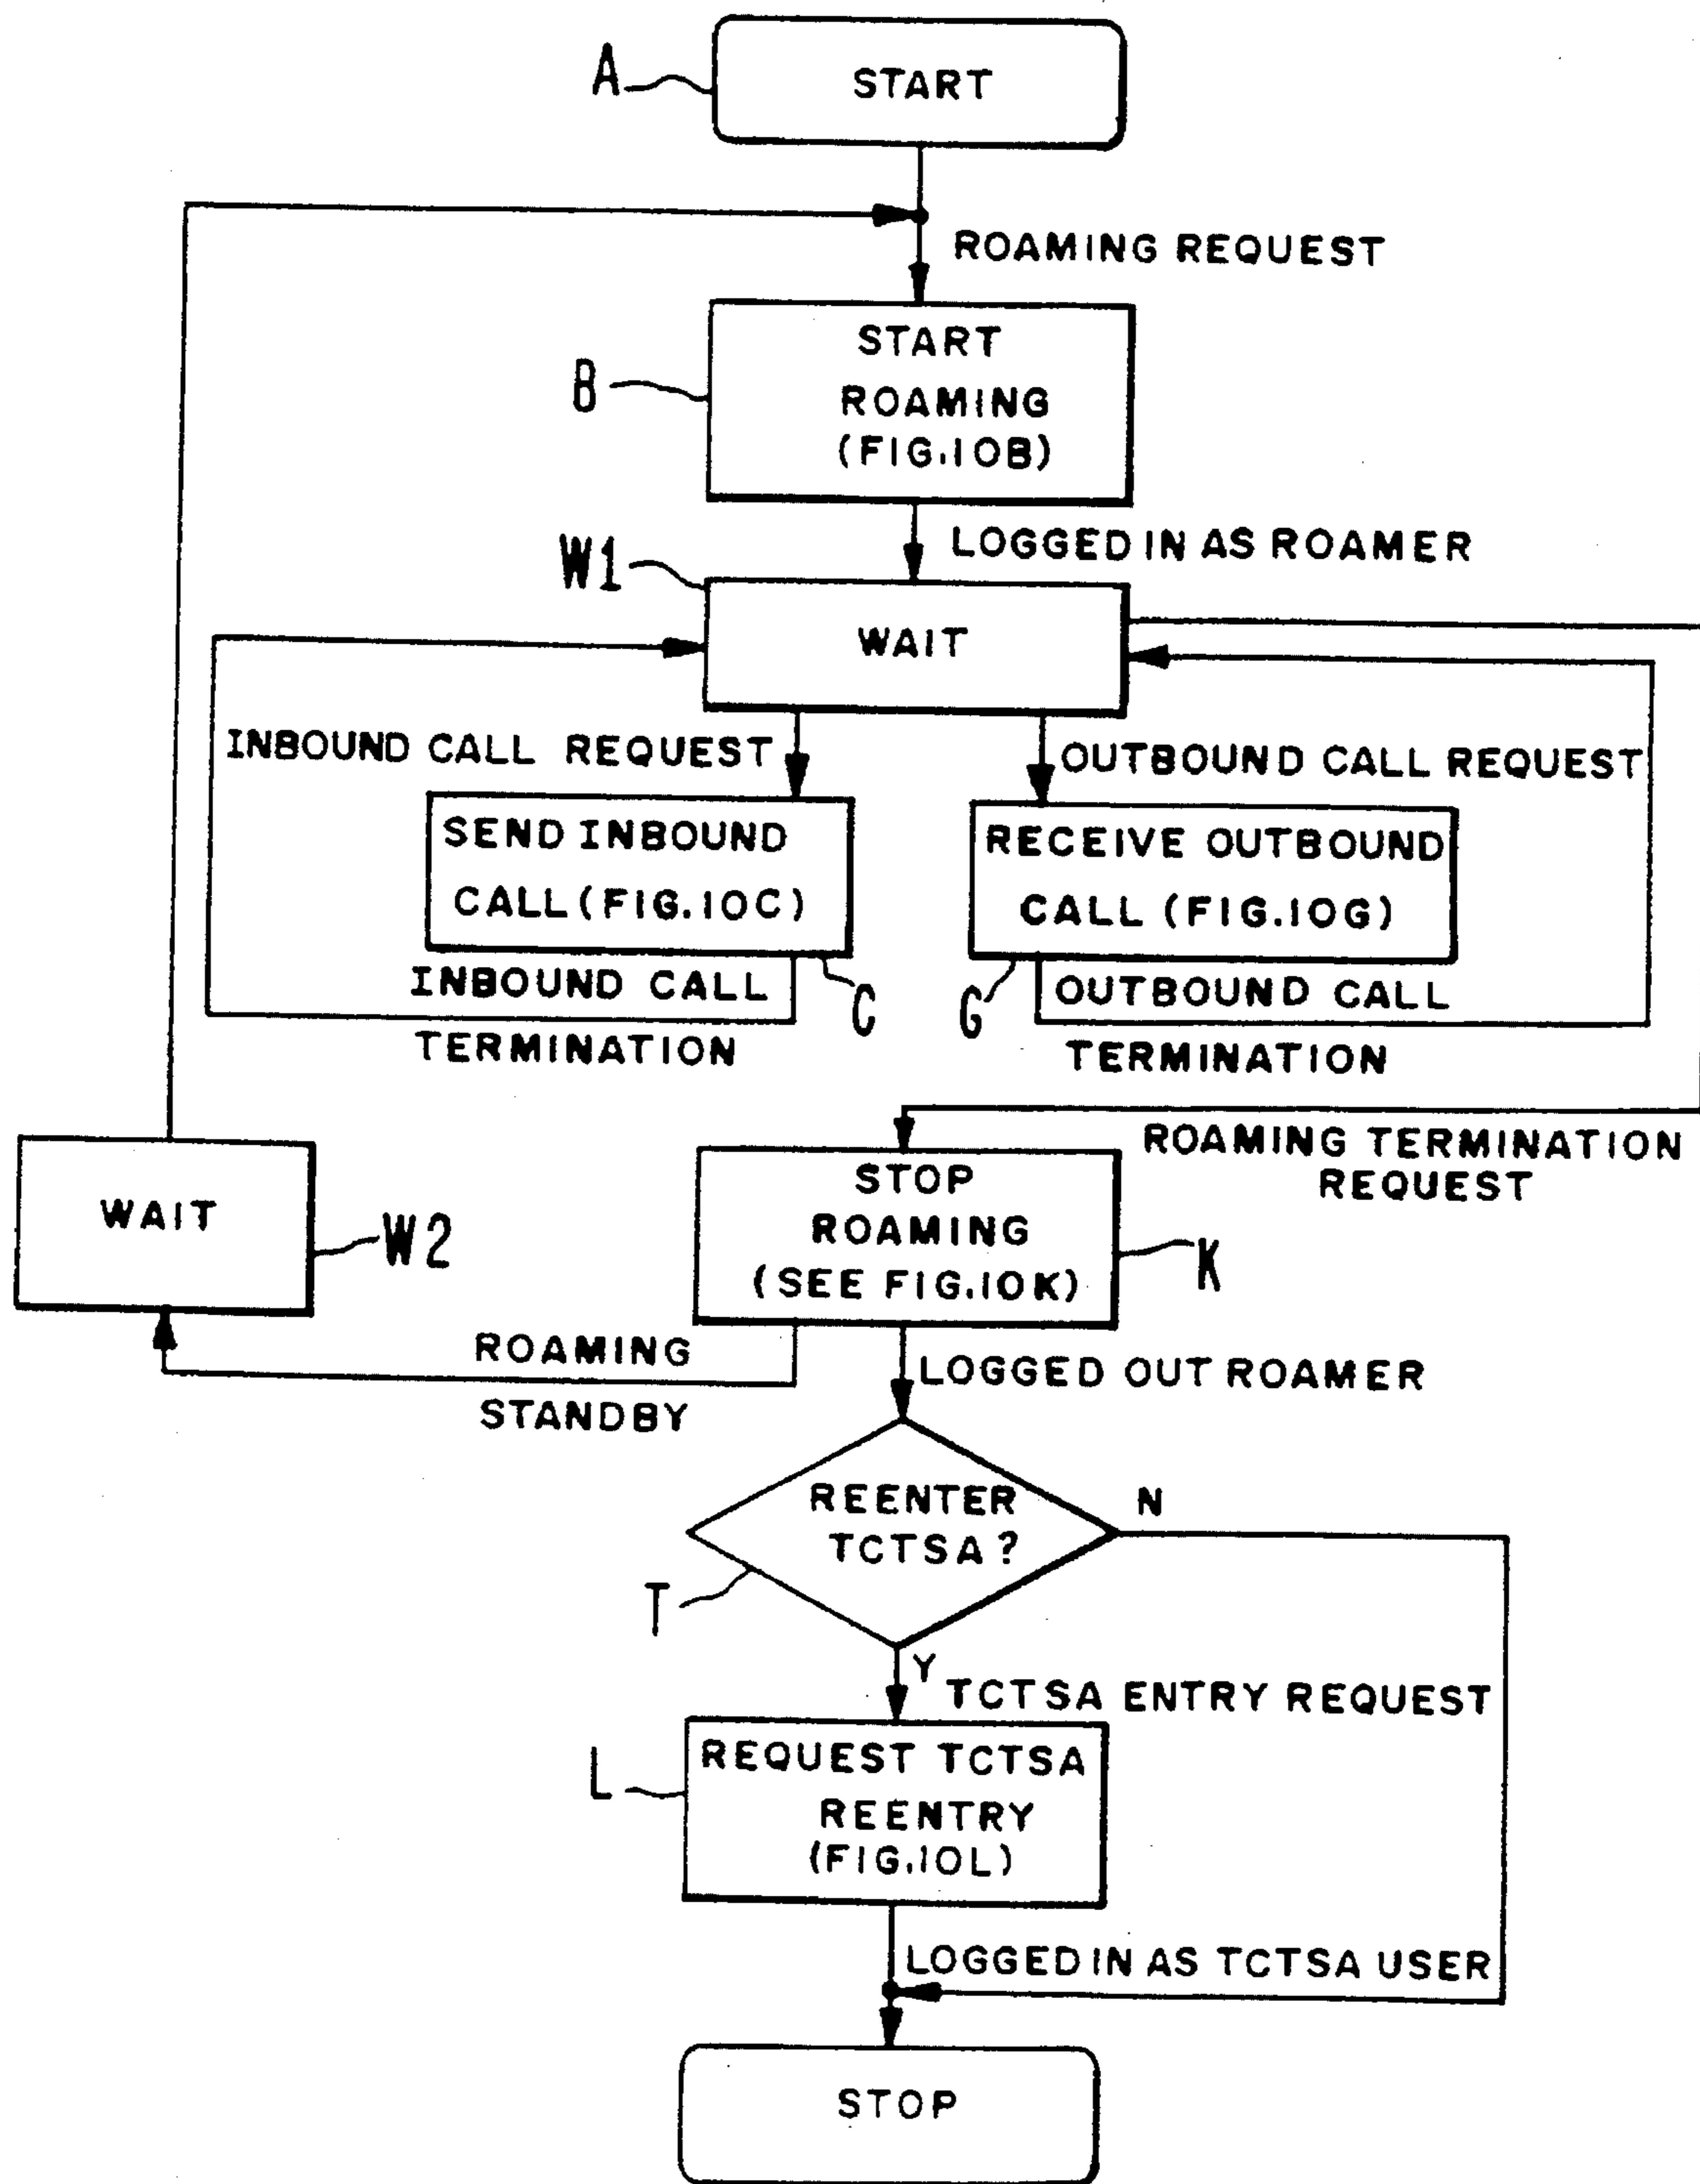 A
START
ROAMING REQUEST
B
START
ROAMING
(FIG.10B)
LOGGED IN AS ROAMER
W1
WAIT
INBOUND CALL REQUEST
OUTBOUND CALL REQUEST
SEND INBOUND
CALL (FIG.10C)
RECEIVE OUTBOUND
CALL (FIG.10G)
INBOUND CALL
TERMINATION
C
G
OUTBOUND CALL
TERMINATION
ROAMING TERMINATION
REQUEST
WAIT
W2
STOP
ROAMING
(SEE FIG.10K)
K
ROAMING
STANDBY
LOGGED OUT ROAMER
REENTER
TCTSA?
N
T
Y
TCTSA ENTRY REQUEST
L
REQUEST TCTSA
REENTRY
(FIG.10L)
LOGGED IN AS TCTSA USER
STOP